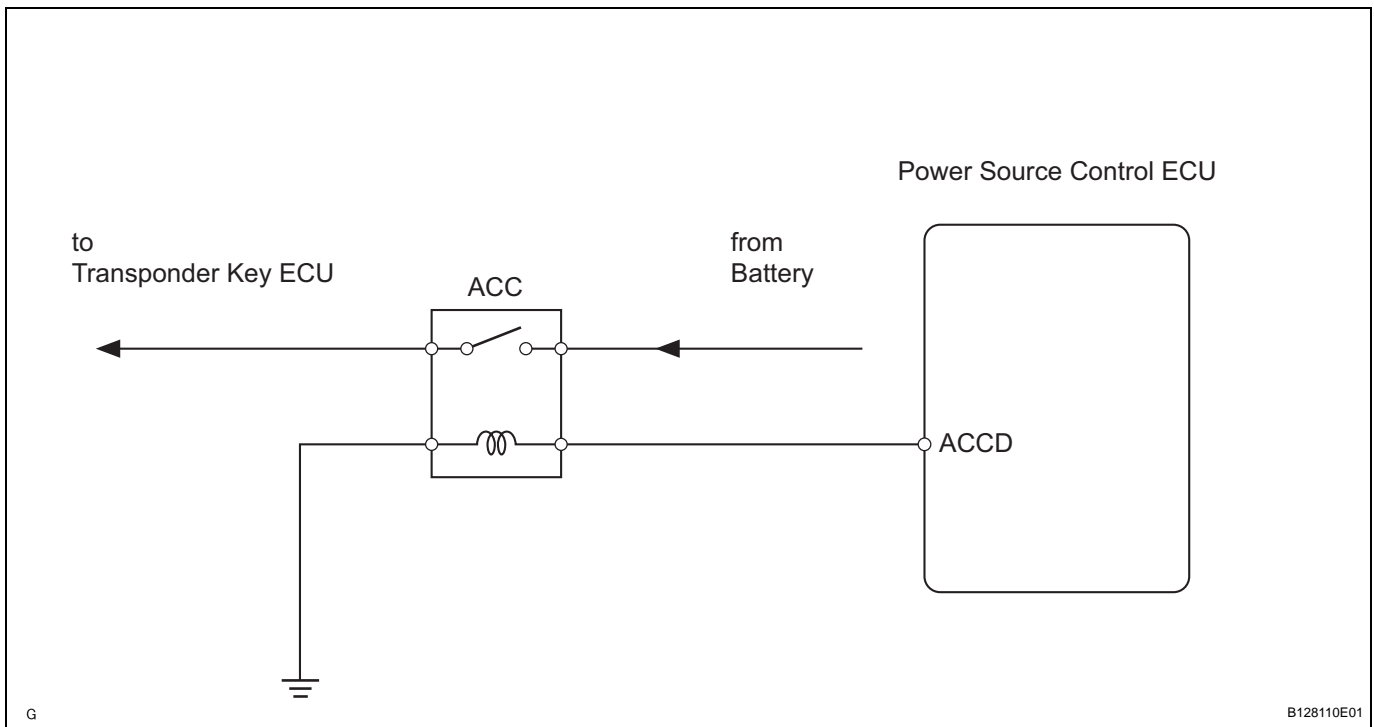 Power Source Control ECU
to
Transponder Key ECU
from
Battery
ACC
ACCD
G
B128110E01